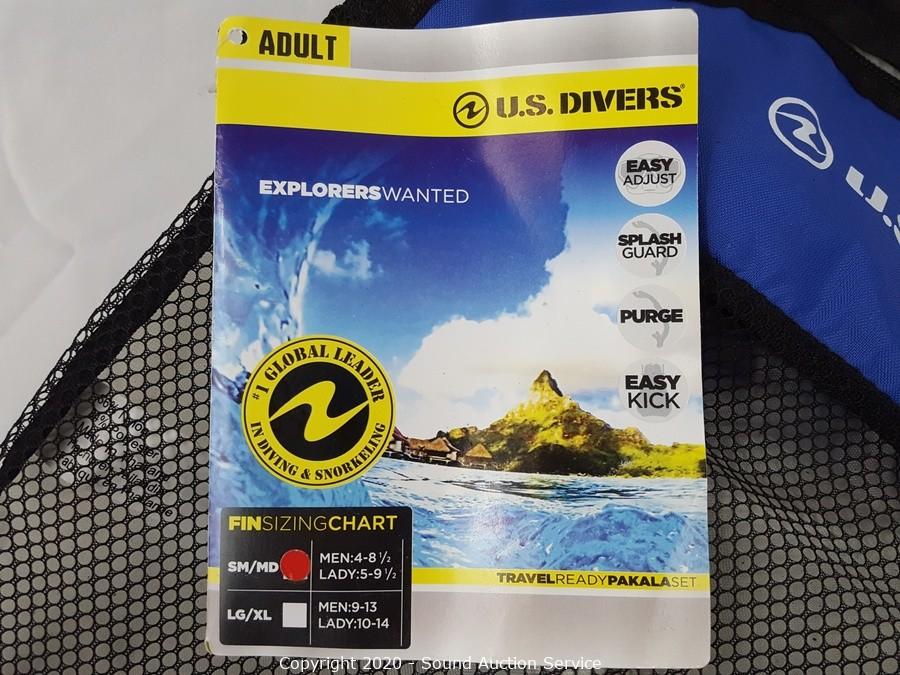 ADULT
U.S. DIVERS®
EXPLORERSWANTED
EASY
ADJUST
SPLASH
GUARD
PURGE
EASY
KICK
U.S
#1 GLOBAL LEADER
IN DIVING & SNORKELING
FINSIZINGCHART
SM/MD
MEN:4-8 1/2
LADY:5-9 1/2
LG/XL
MEN:9-13
LADY:10-14
TRAVELREADYPAKALASET
Copyright 2020 - Sound Auction Service